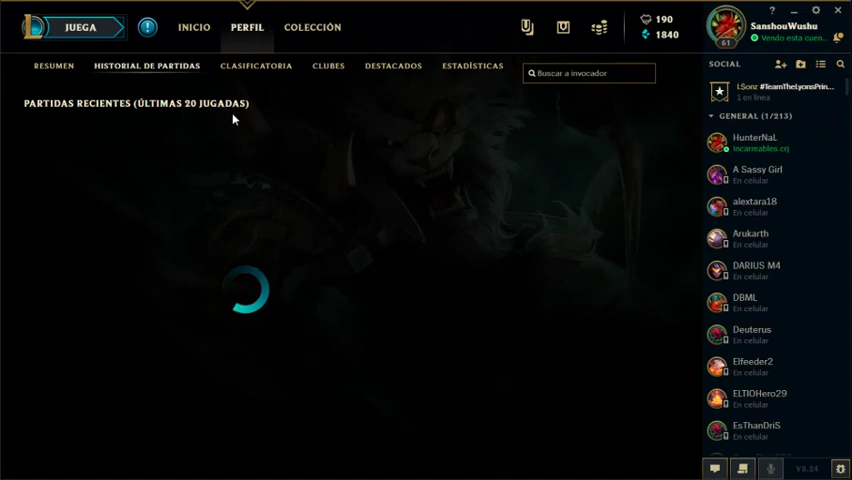 JUEGA
INICIO
PERFIL
COLECCIÓN
190
1840
SanshouWushu
Vendo esta cuen...
61
RESUMEN
HISTORIAL DE PARTIDAS
CLASIFICATORIA
CLUBES
DESTACADOS
ESTADÍSTICAS
Buscar a invocador
PARTIDAS RECIENTES (ÚLTIMAS 20 JUGADAS)
SOCIAL
#TeamTheLyonsPrin...
1 en línea
GENERAL (1/213)
HunterNaL
Incarreables crj
A Sassy Girl
En celular
alextara18
En celular
Arukarth
En celular
DARIUS M4
En celular
DBML
En celular
Deuterus
En celular
Elfeeder2
En celular
ELTIOHero29
En celular
EsThanDriS
En celular
V8.24